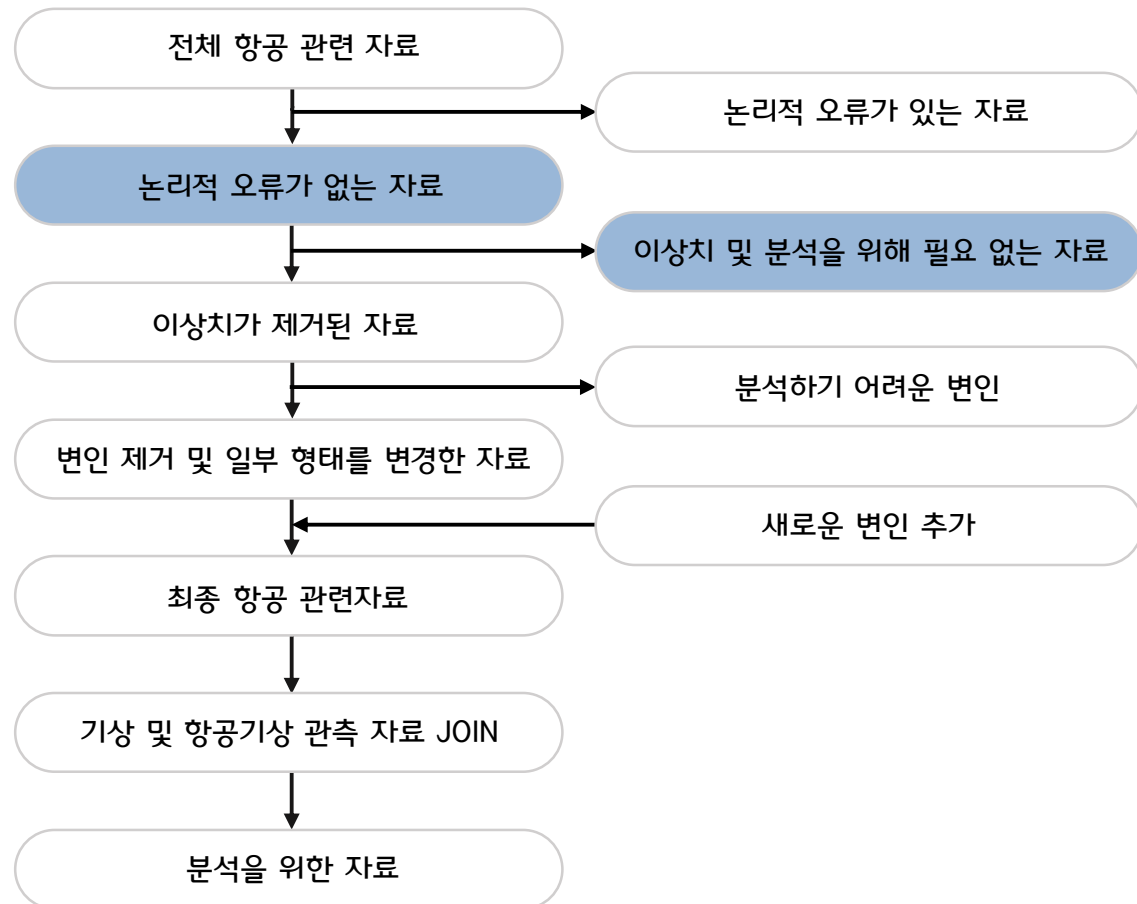 전체 항공 관련 자료
논리적 오류가 있는 자료
논리적 오류가 없는 자료
이상치 및 분석을 위해 필요 없는 자료
이상치가 제거된 자료
분석하기 어려운 변인
변인 제거 및 일부 형태를 변경한 자료
새로운 변인 추가
최종 항공 관련자료
기상 및 항공기상 관측 자료 JOIN
분석을 위한 자료